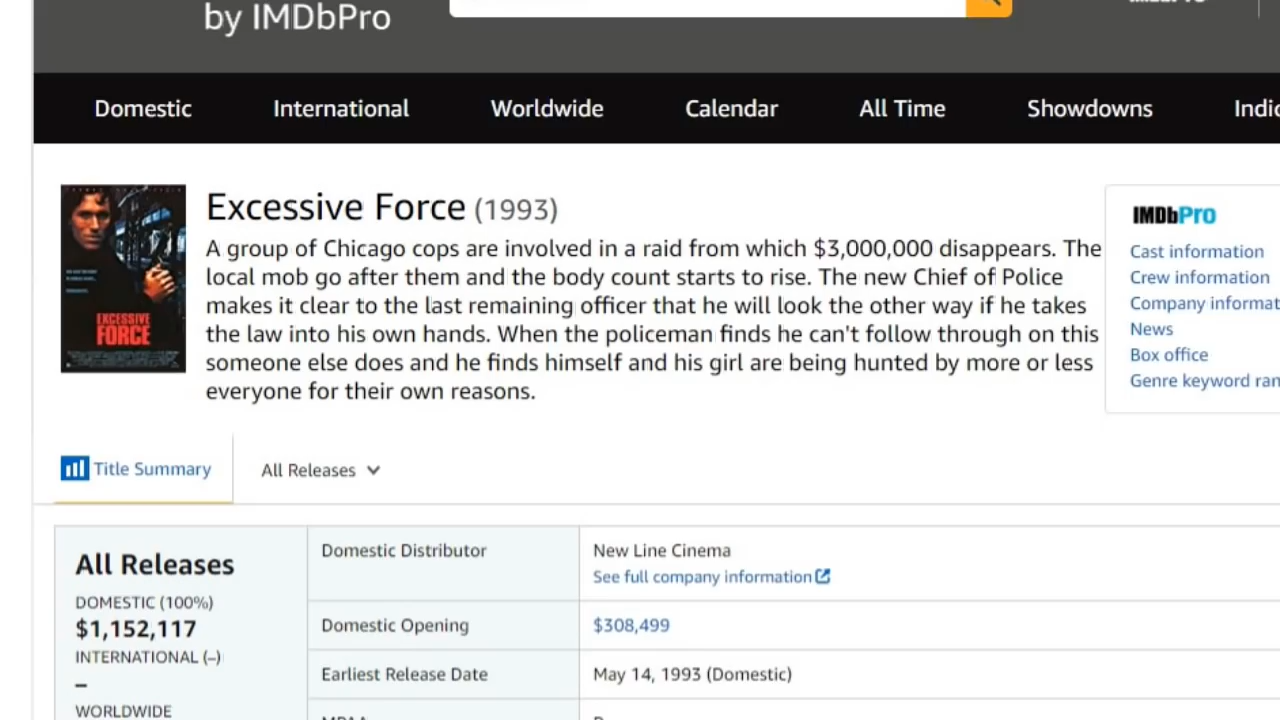 by IMDbPro
Domestic International Worldwide Calendar All Time Showdowns
Excessive Force (1993)
A group of Chicago cops are involved in a raid from which $3,000,000 disappears. The
local mob go after them and the body count starts to rise. The new Chief of Police
makes it clear to the last remaining officer that he will look the other way if he takes
the law into his own hands. When the policeman finds he can't follow through on this
someone else does and he finds himself and his girl are being hunted by more or less
everyone for their own reasons.
EXCESSIVE
FORCE
IMDbPro
Cast information
Crew information
Company informat
News
Box office
Genre keyword ran
Title Summary
All Releases
All Releases
DOMESTIC (100%)
$1,152,117
INTERNATIONAL (–)
–
WORLDWIDE
Domestic Distributor New Line Cinema
See full company information
Domestic Opening $308,499
Earliest Release Date May 14, 1993 (Domestic)